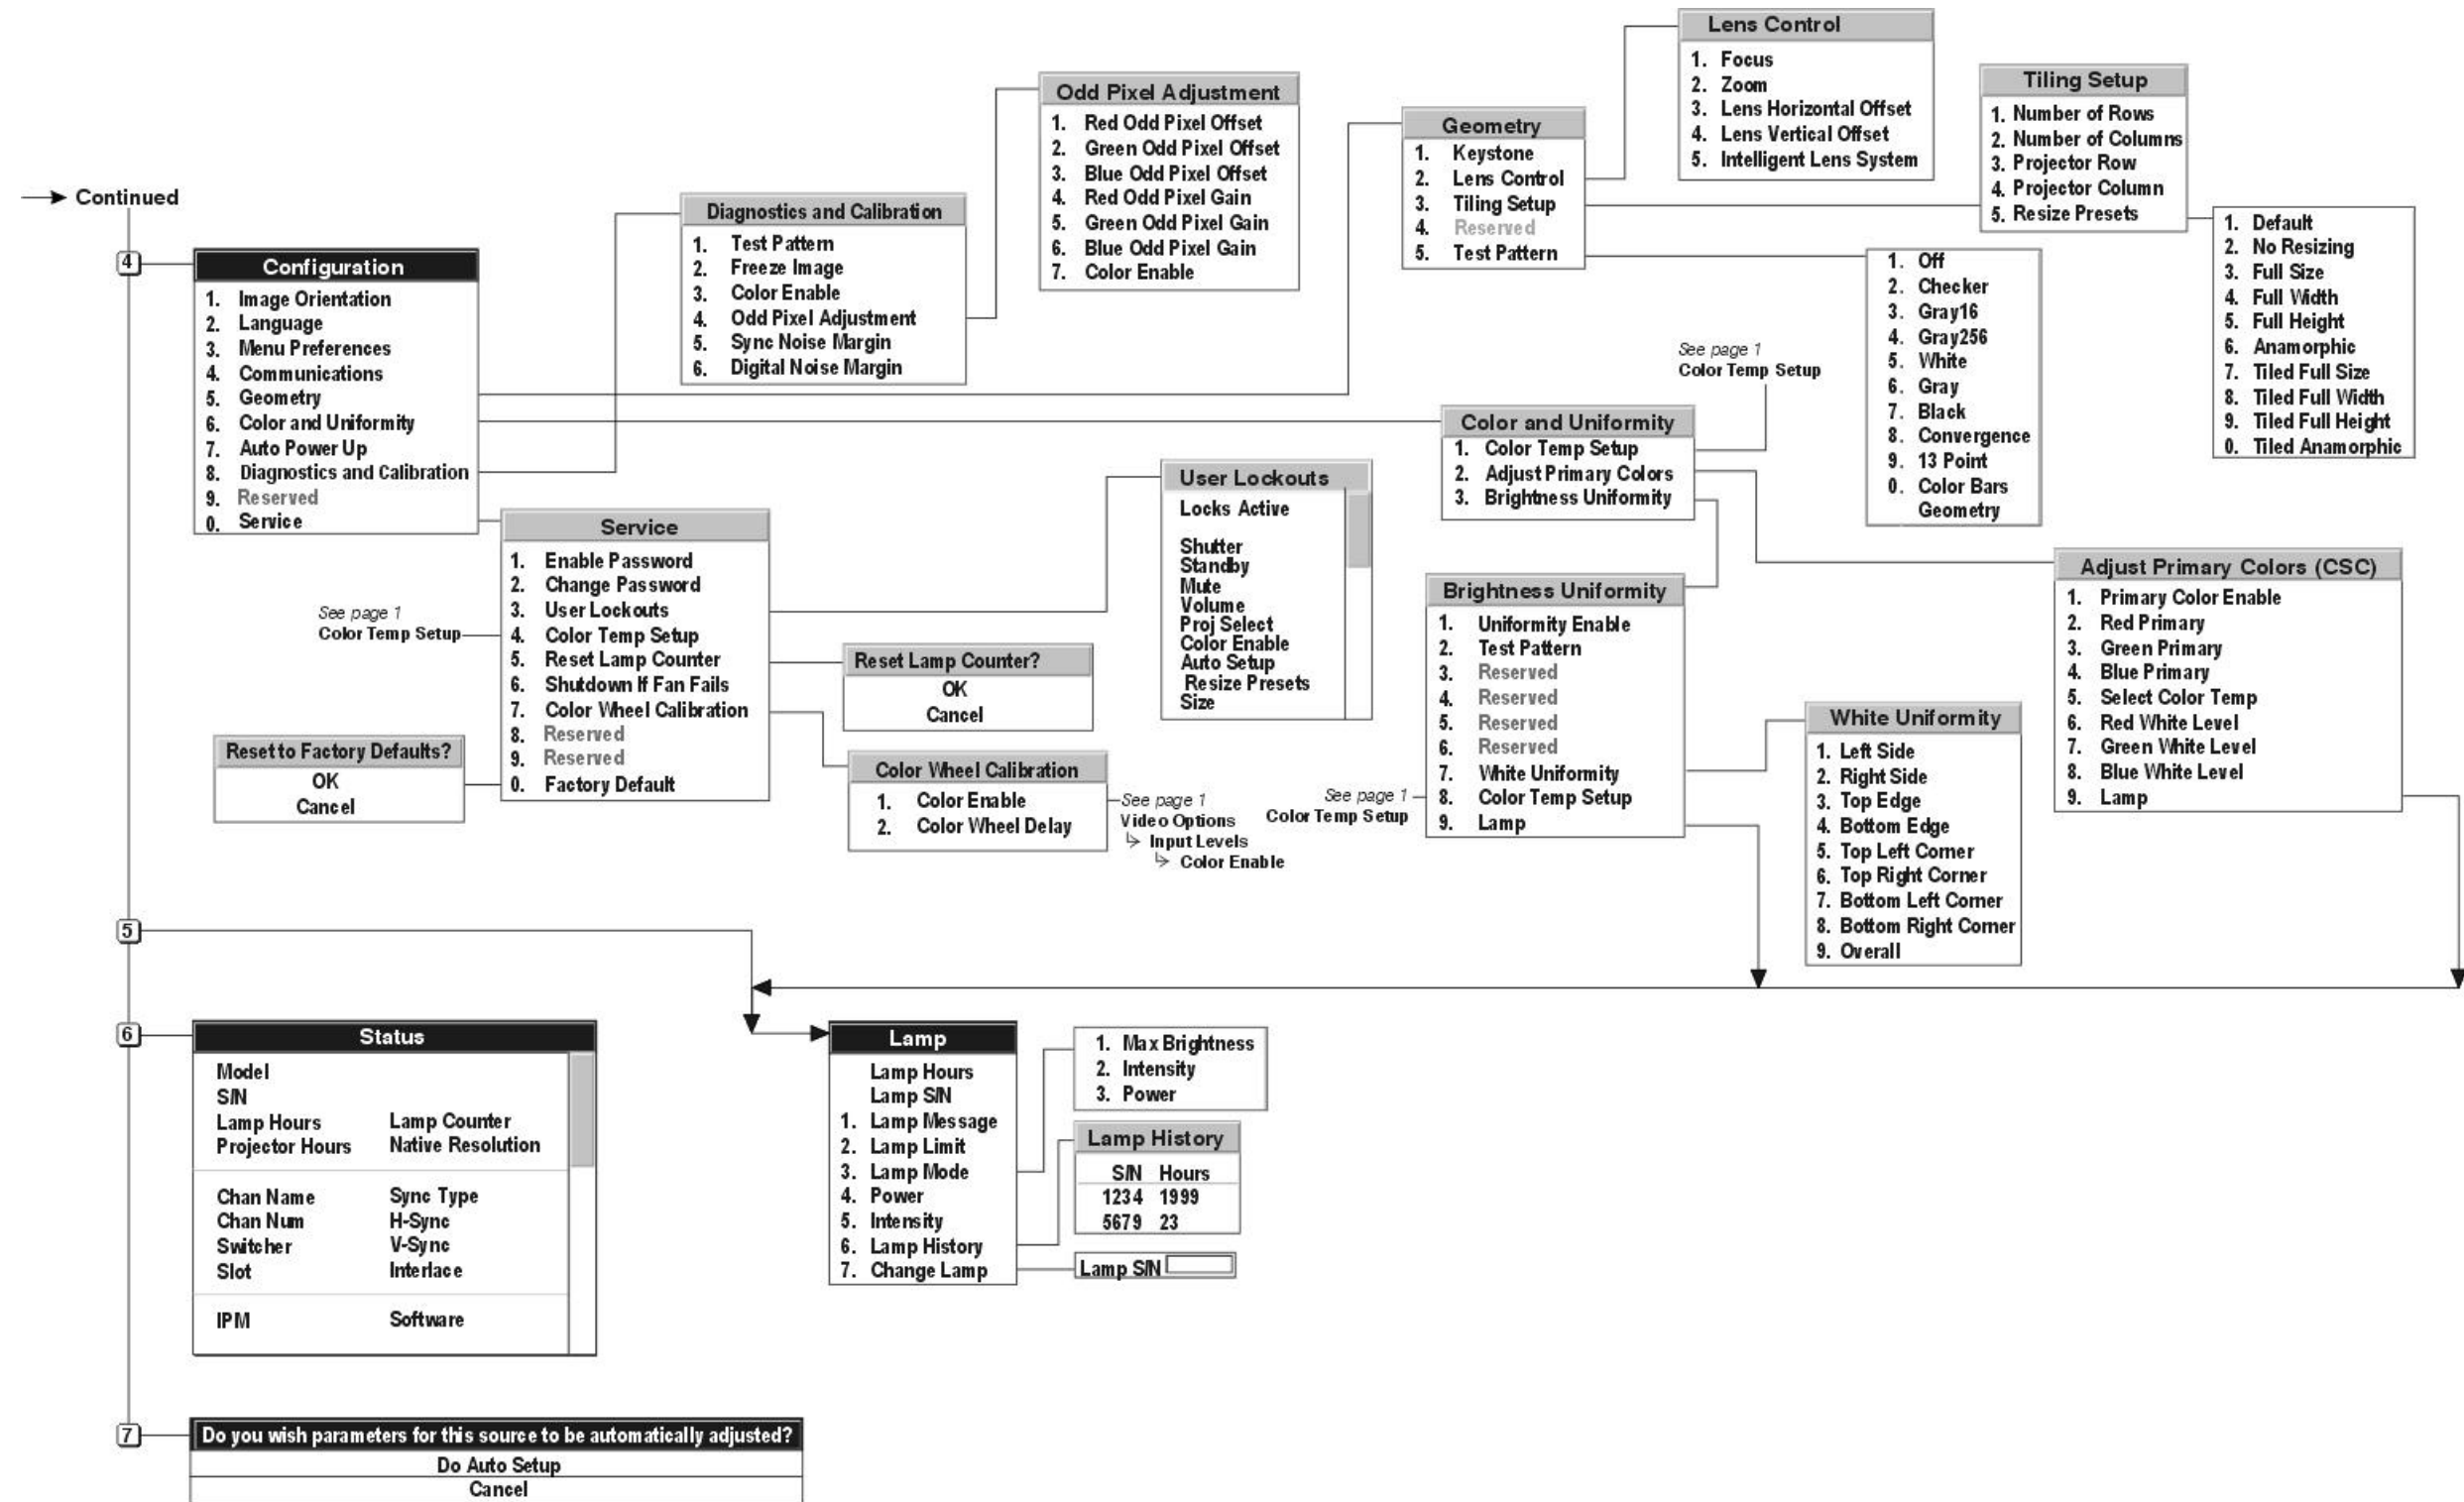 Continued
4
Configuration
1. Image Orientation
2. Language
3. Menu Preferences
4. Communications
5. Geometry
6. Color and Uniformity
7. Auto Power Up
8. Diagnostics and Calibration
9. Reserved
0. Service
Diagnostics and Calibration
1. Test Pattern
2. Freeze Image
3. Color Enable
4. Odd Pixel Adjustment
5. Sync Noise Margin
6. Digital Noise Margin
Odd Pixel Adjustment
1. Red Odd Pixel Offset
2. Green Odd Pixel Offset
3. Blue Odd Pixel Offset
4. Red Odd Pixel Gain
5. Green Odd Pixel Gain
6. Blue Odd Pixel Gain
7. Color Enable
Geometry
1. Keystone
2. Lens Control
3. Tiling Setup
4. Reserved
5. Test Pattern
Lens Control
1. Focus
2. Zoom
3. Lens Horizontal Offset
4. Lens Vertical Offset
5. Intelligent Lens System
Tiling Setup
1. Number of Rows
2. Number of Columns
3. Projector Row
4. Projector Column
5. Resize Presets
1. Default
2. No Resizing
3. Full Size
4. Full Width
5. Full Height
6. Anamorphic
7. Tiled Full Size
8. Tiled Full Width
9. Tiled Full Height
0. Tiled Anamorphic
1. Off
2. Checker
3. Gray16
4. Gray256
5. White
6. Gray
7. Black
8. Convergence
9. 13 Point
0. Color Bars
Geometry
See page 1
Color Temp Setup
Color and Uniformity
1. Color Temp Setup
2. Adjust Primary Colors
3. Brightness Uniformity
Service
1. Enable Password
2. Change Password
3. User Lockouts
4. Color Temp Setup
5. Reset Lamp Counter
6. Shutdown If Fan Fails
7. Color Wheel Calibration
8. Reserved
9. Reserved
0. Factory Default
See page 1
Color Temp Setup
Reset to Factory Defaults?
OK
Cancel
User Lockouts
Locks Active
Shutter
Standby
Mute
Volume
Proj Select
Color Enable
Auto Setup
Resize Presets
Size
Reset Lamp Counter?
OK
Cancel
Color Wheel Calibration
1. Color Enable
2. Color Wheel Delay
See page 1
Video Options
Input Levels
Color Enable
Brightness Uniformity
1. Uniformity Enable
2. Test Pattern
3. Reserved
4. Reserved
5. Reserved
6. Reserved
7. White Uniformity
8. Color Temp Setup
9. Lamp
See page 1
Color Temp Setup
White Uniformity
1. Left Side
2. Right Side
3. Top Edge
4. Bottom Edge
5. Top Left Corner
6. Top Right Corner
7. Bottom Left Corner
8. Bottom Right Corner
9. Overall
Adjust Primary Colors (CSC)
1. Primary Color Enable
2. Red Primary
3. Green Primary
4. Blue Primary
5. Select Color Temp
6. Red White Level
7. Green White Level
8. Blue White Level
9. Lamp
5
6
Status
Model
S/N
Lamp Hours Lamp Counter
Projector Hours Native Resolution
Chan Name Sync Type
Chan Num H-Sync
Switcher V-Sync
Slot Interlace
IPM Software
Lamp
Lamp Hours
Lamp S/N
1. Lamp Message
2. Lamp Limit
3. Lamp Mode
4. Power
5. Intensity
6. Lamp History
7. Change Lamp
1. Max Brightness
2. Intensity
3. Power
Lamp History
S/N Hours
1234 1999
5679 23
Lamp S/N
7
Do you wish parameters for this source to be automatically adjusted?
Do Auto Setup
Cancel